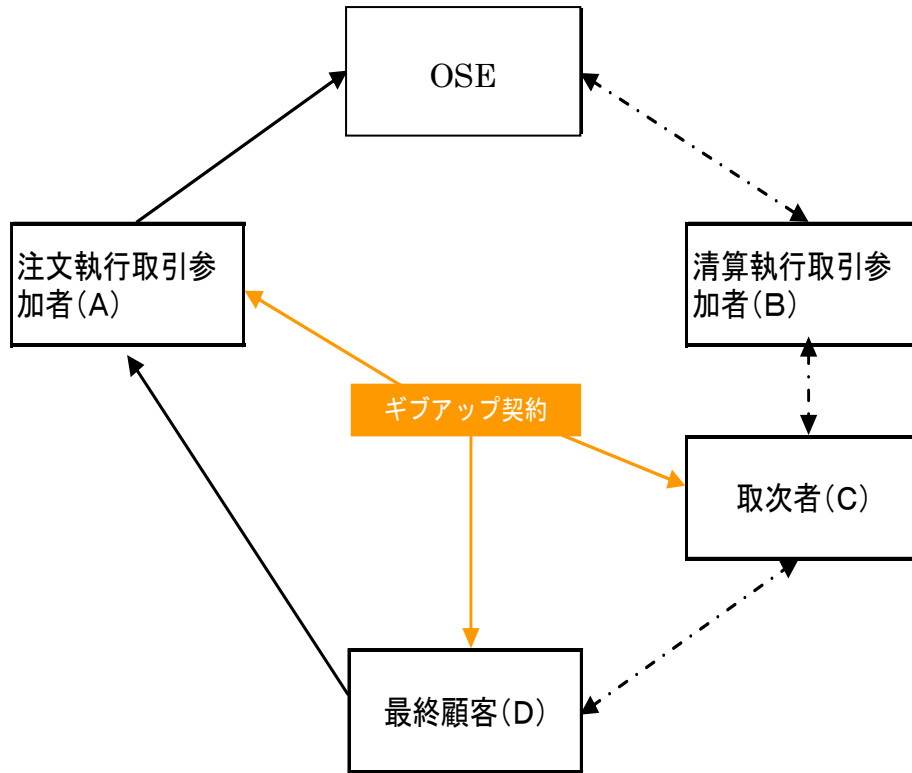 OSE
注文執行取引参
加者(A)
清算執行取引参
加者(B)
ギブアップ契約
取次者(C)
最終顧客(D)